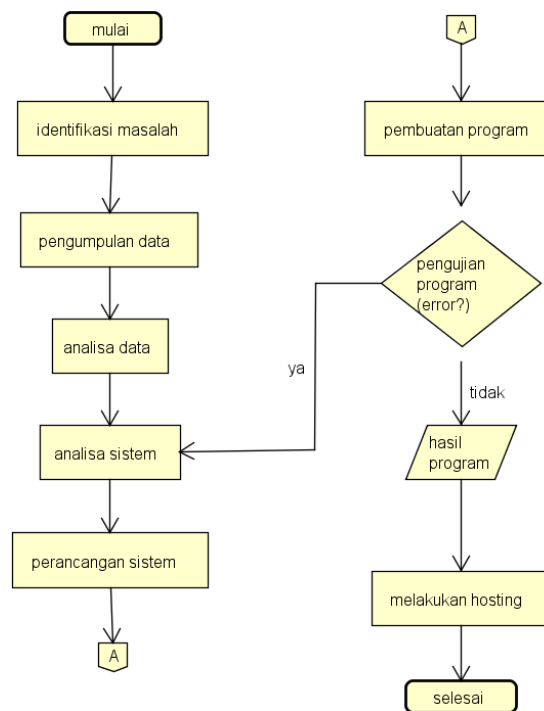 mulai
identifikasi masalah
pengumpulan data
analisa data
analisa sistem
perancangan sistem
A
A
pembuatan program
pengujian
program
(error?)
ya
tidak
hasil
program
melakukan hosting
selesai